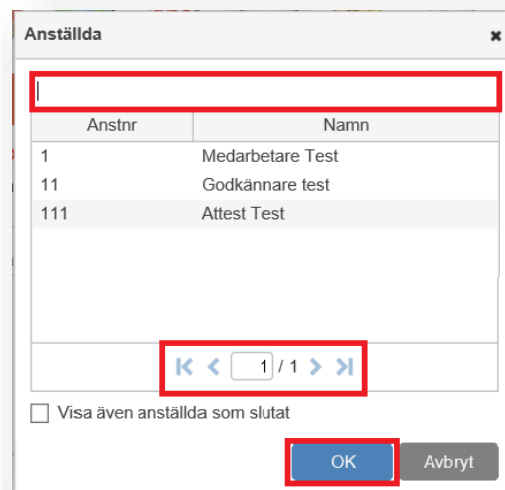 Anställda
Anstnr Namn
1 Medarbetare Test
11 Godkännare test
111 Attest Test
1 / 1
Visa även anställda som slutat
OK Avbryt